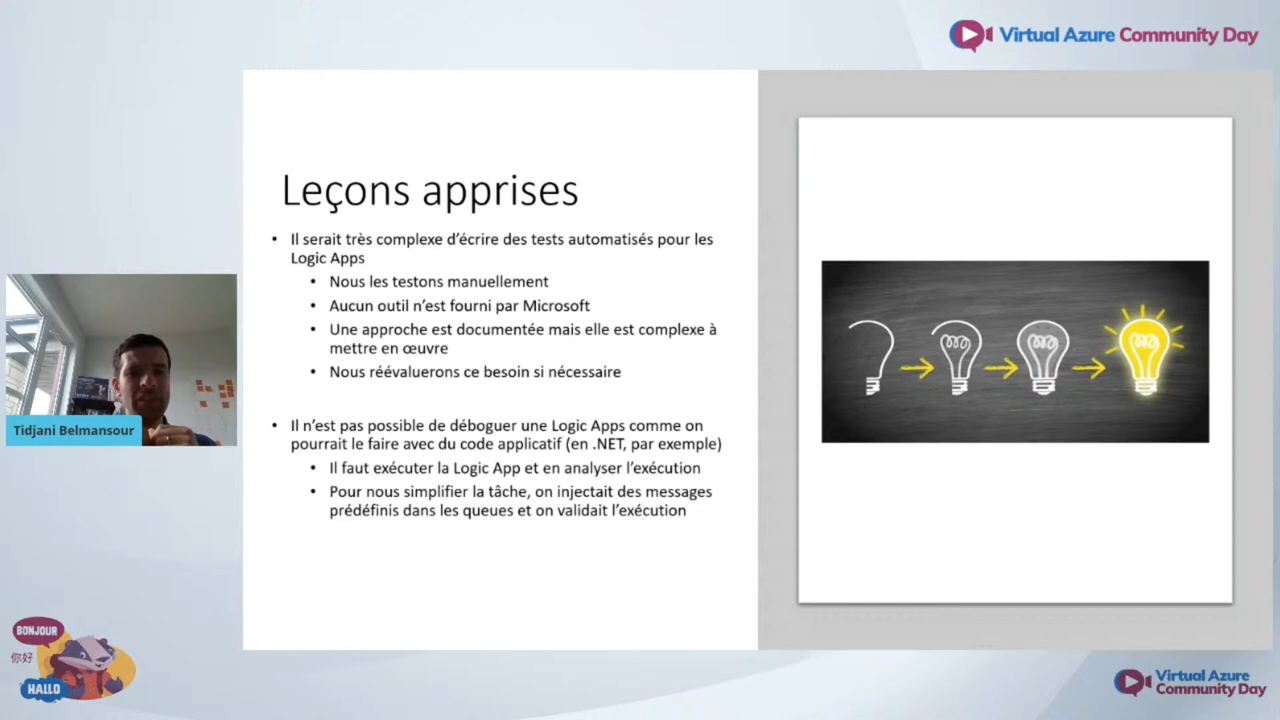 Virtual Azure Community Day
Leçons apprises
• Il serait très complexe d’écrire des tests automatisés pour les
Logic Apps
• Nous les testons manuellement
• Aucun outil n’est fourni par Microsoft
• Une approche est documentée mais elle est complexe à
mettre en œuvre
• Nous réévaluerons ce besoin si nécessaire
• Il n’est pas possible de déboguer une Logic Apps comme on
pourrait le faire avec du code applicatif (en .NET, par exemple)
• Il faut exécuter la Logic App et en analyser l’exécution
• Pour nous simplifier la tâche, on injectait des messages
prédéfinis dans les queues et on validait l’exécution
Tidjani Belmansour
BONJOUR
你好
HALLO
Virtual Azure
Community Day